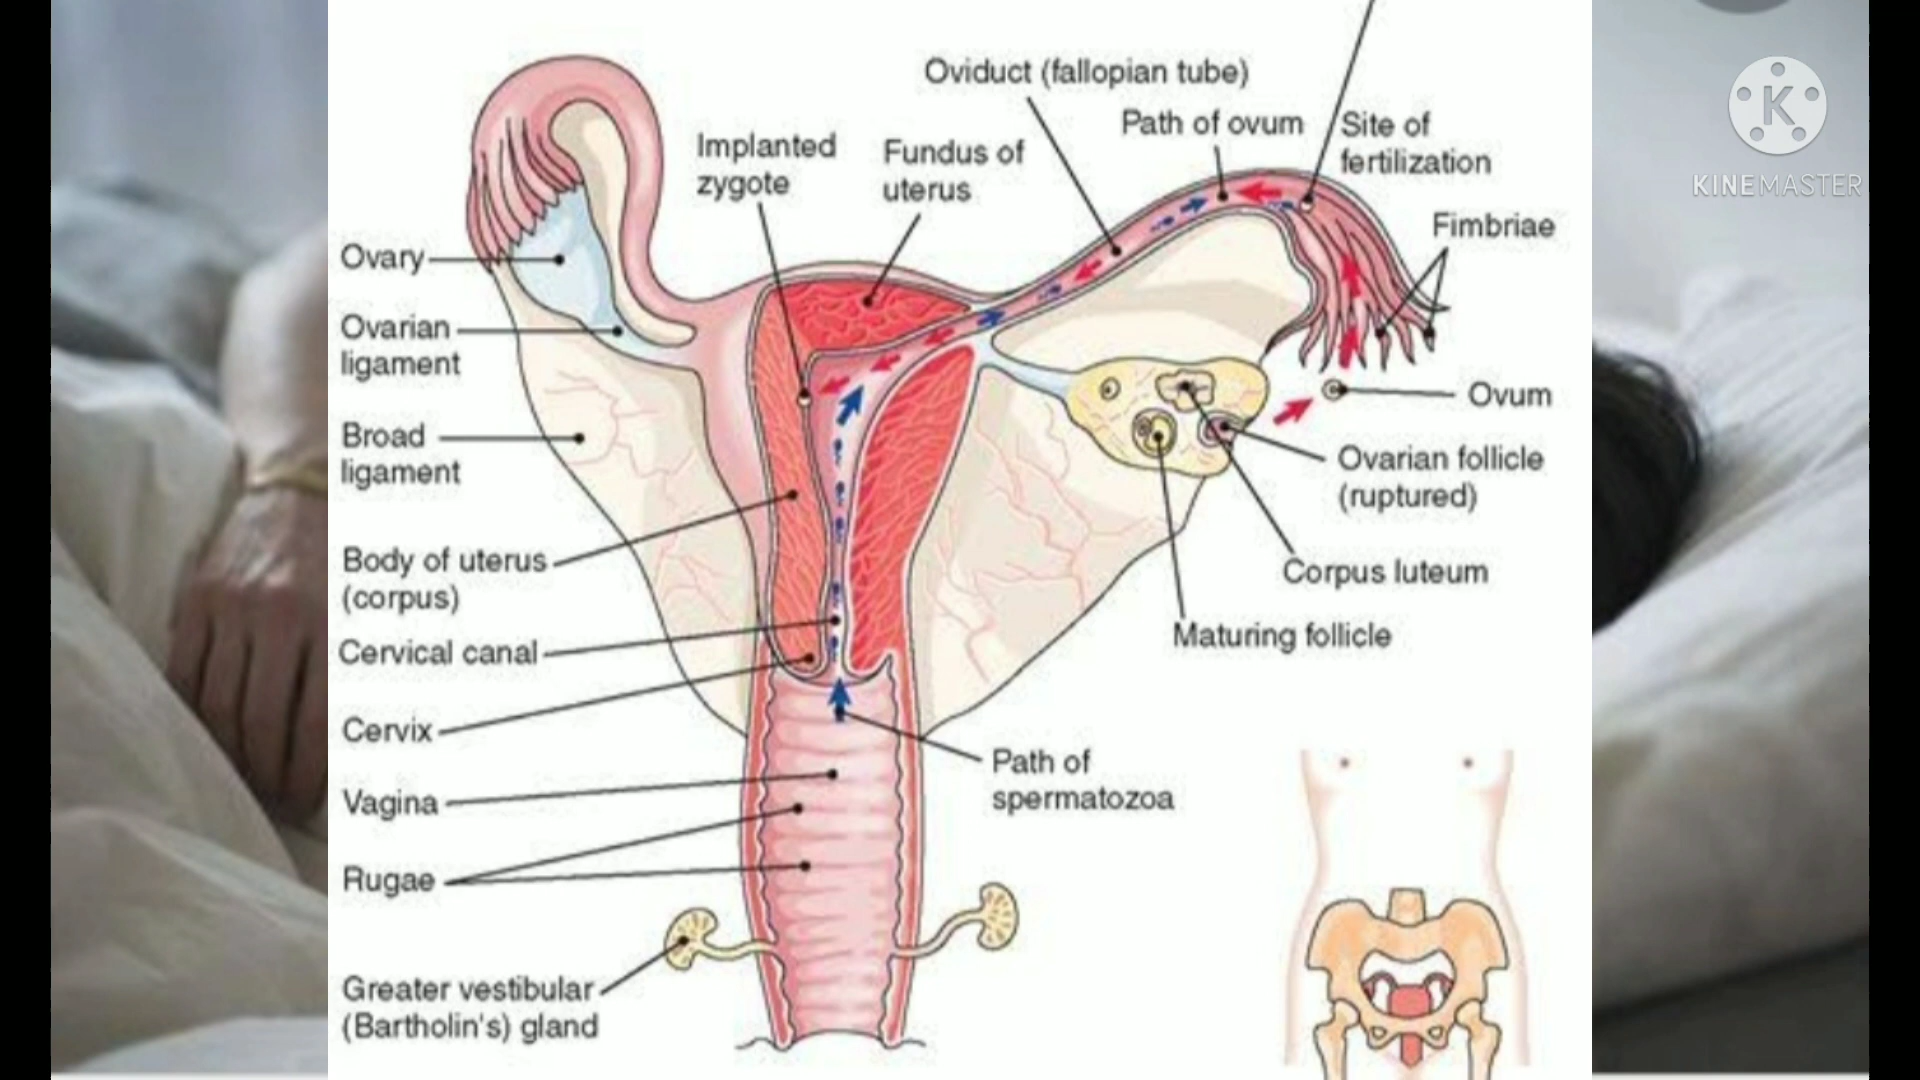 Oviduct (fallopian tube)
Path of ovum
Site of
fertilization
Implanted
zygote
Fundus of
uterus
KINEMASTER
Fimbriae
Ovary
Ovarian
ligament
Ovum
Broad
ligament
Ovarian follicle
(ruptured)
Body of uterus
(corpus)
Corpus luteum
Maturing follicle
Cervical canal
Cervix
Path of
spermatozoa
Vagina
Rugae
Greater vestibular
(Bartholin's) gland